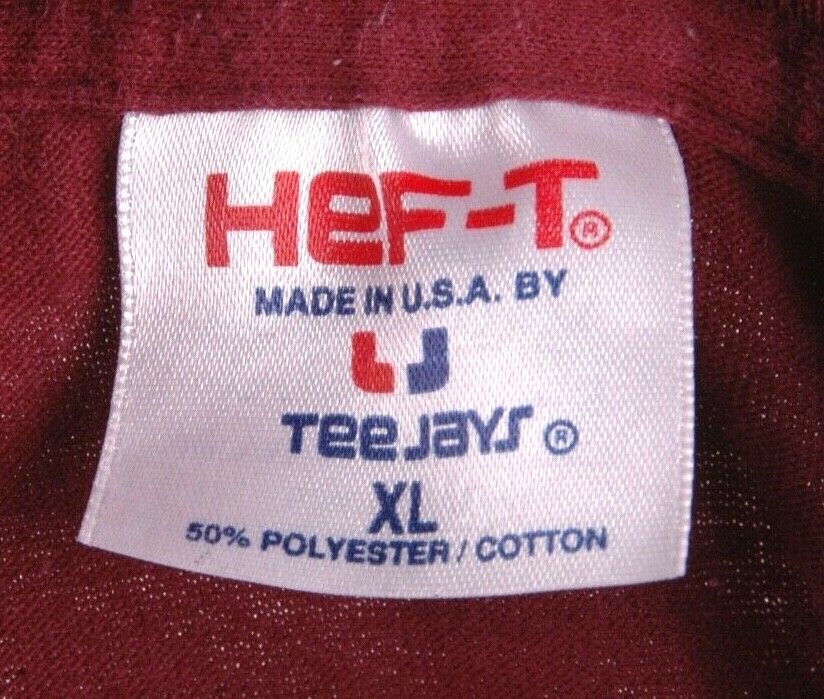 HeF-T®
MADE IN U.S.A. BY
TeeJays ®
XL
50% POLYESTER / COTTON